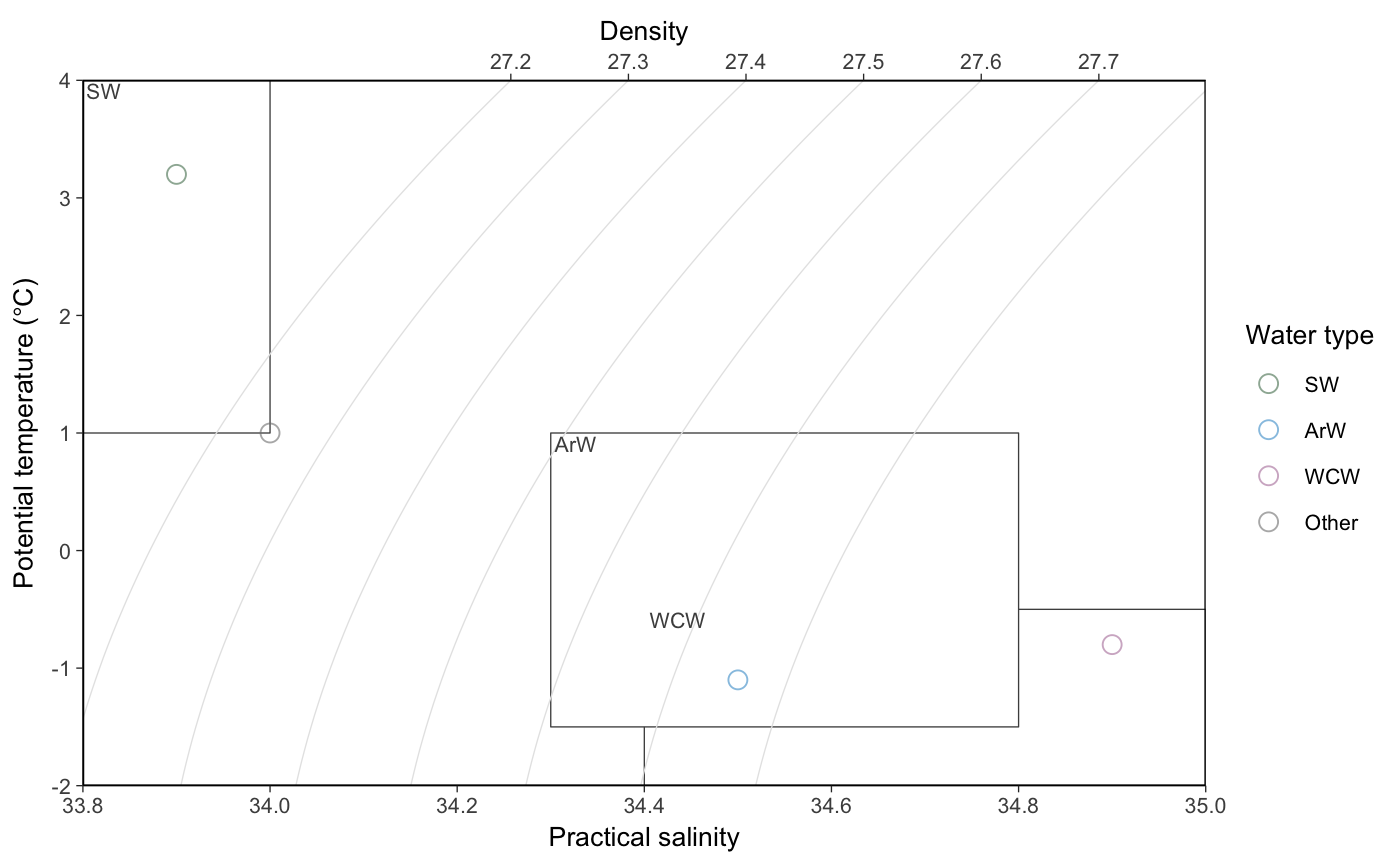 Density
27.2 27.3 27.4 27.5 27.6 27.7
4
SW
3
2
1
ArW
0
WCW
-1
-2
Potential temperature (°C)
33.8 34.0 34.2 34.4 34.6 34.8 35.0
Practical salinity
Water type
SW
ArW
WCW
Other